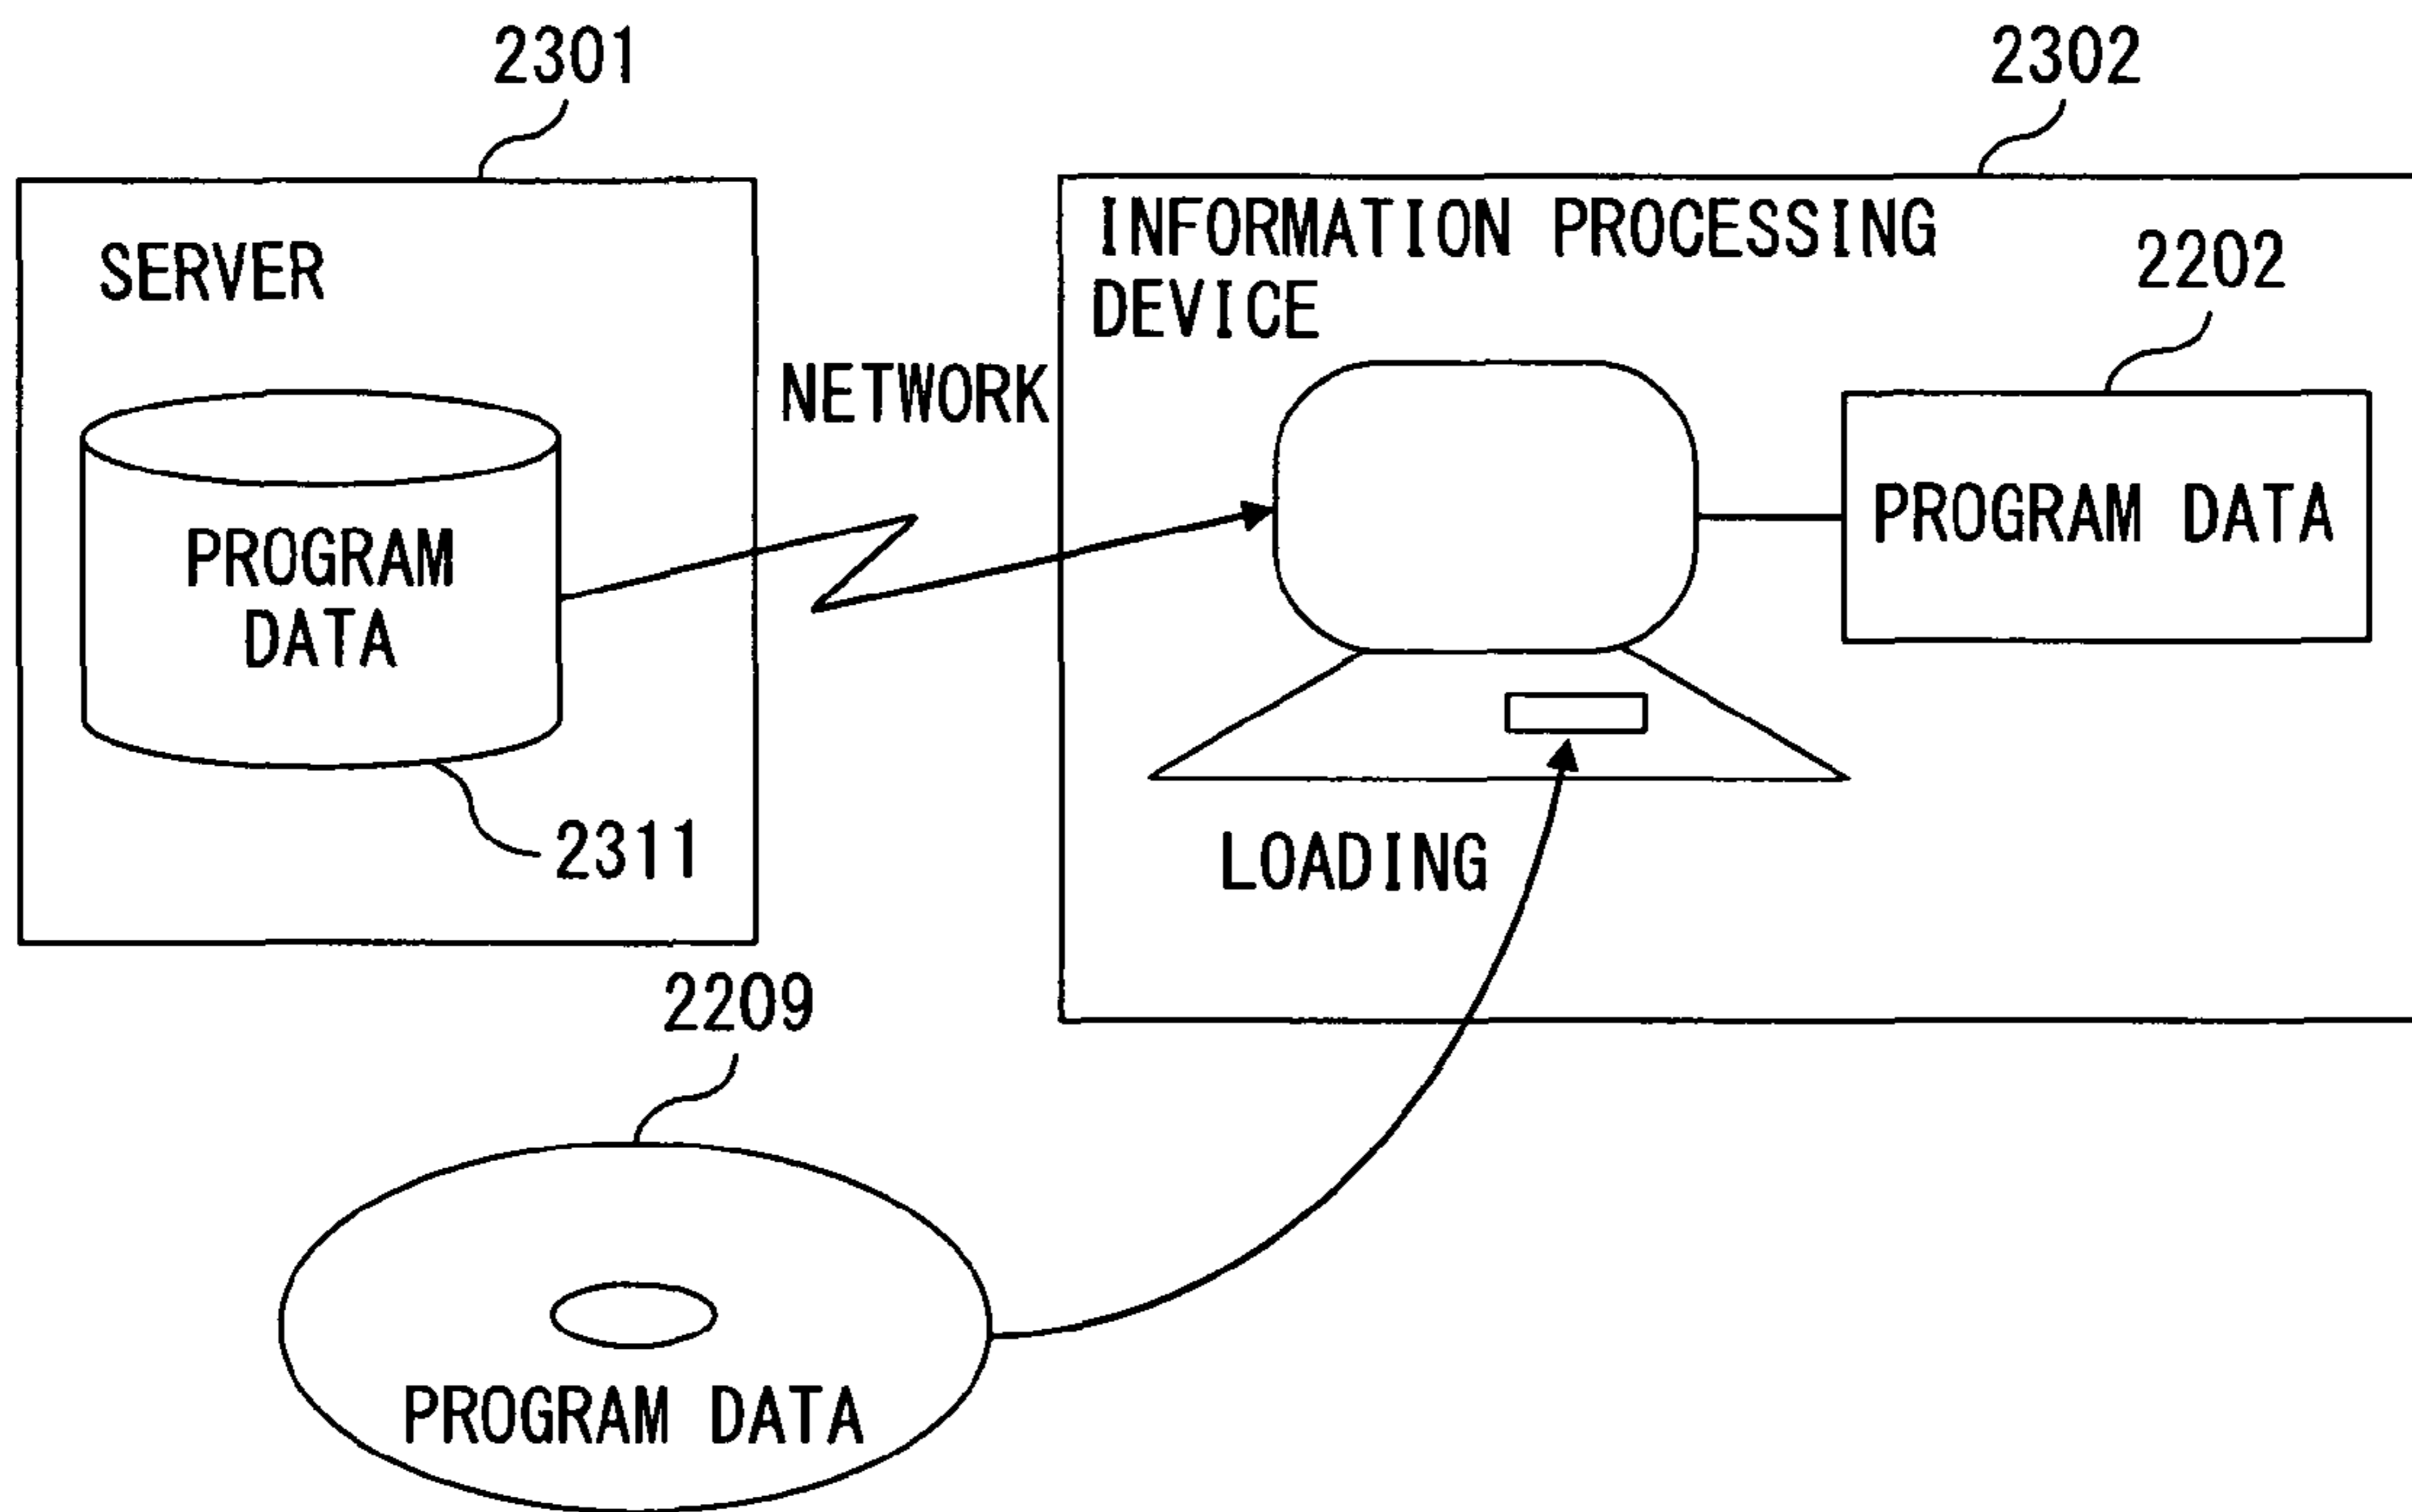 2301
2302
SERVER
INFORMATION PROCESSING
DEVICE
2202
NETWORK
PROGRAM
DATA
PROGRAM DATA
2311
LOADING
2209
PROGRAM DATA